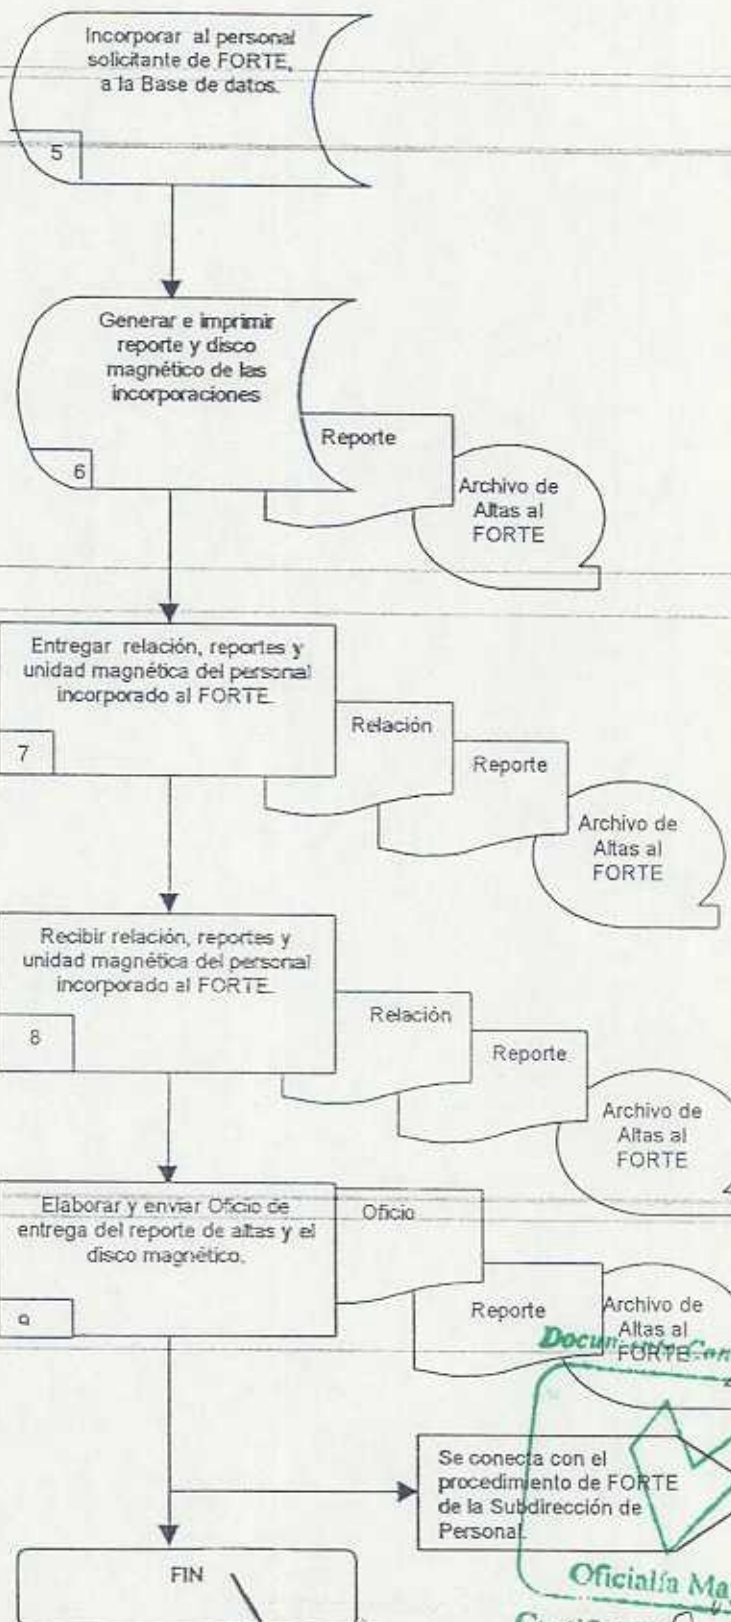 Incorporar al personal
solicitante de FORTE,
a la Base de datos.
5
Generar e imprimir
reporte y disco
magnético de las
incorporaciones
6
Reporte
Archivo de
Altas al
FORTE
Entregar relación, reportes y
unidad magnética del personal
incorporado al FORTE.
7
Relación
Reporte
Archivo de
Altas al
FORTE
Recibir relación, reportes y
unidad magnética del personal
incorporado al FORTE.
8
Relación
Reporte
Archivo de
Altas al
FORTE
Elaborar y enviar Oficio de
entrega del reporte de altas y el
disco magnético.
9
Oficio
Reporte
Archivo de
Altas al
FORTE
Se conecta con el
procedimiento de FORTE
de la Subdirección de
Personal.
FIN
Oficialía